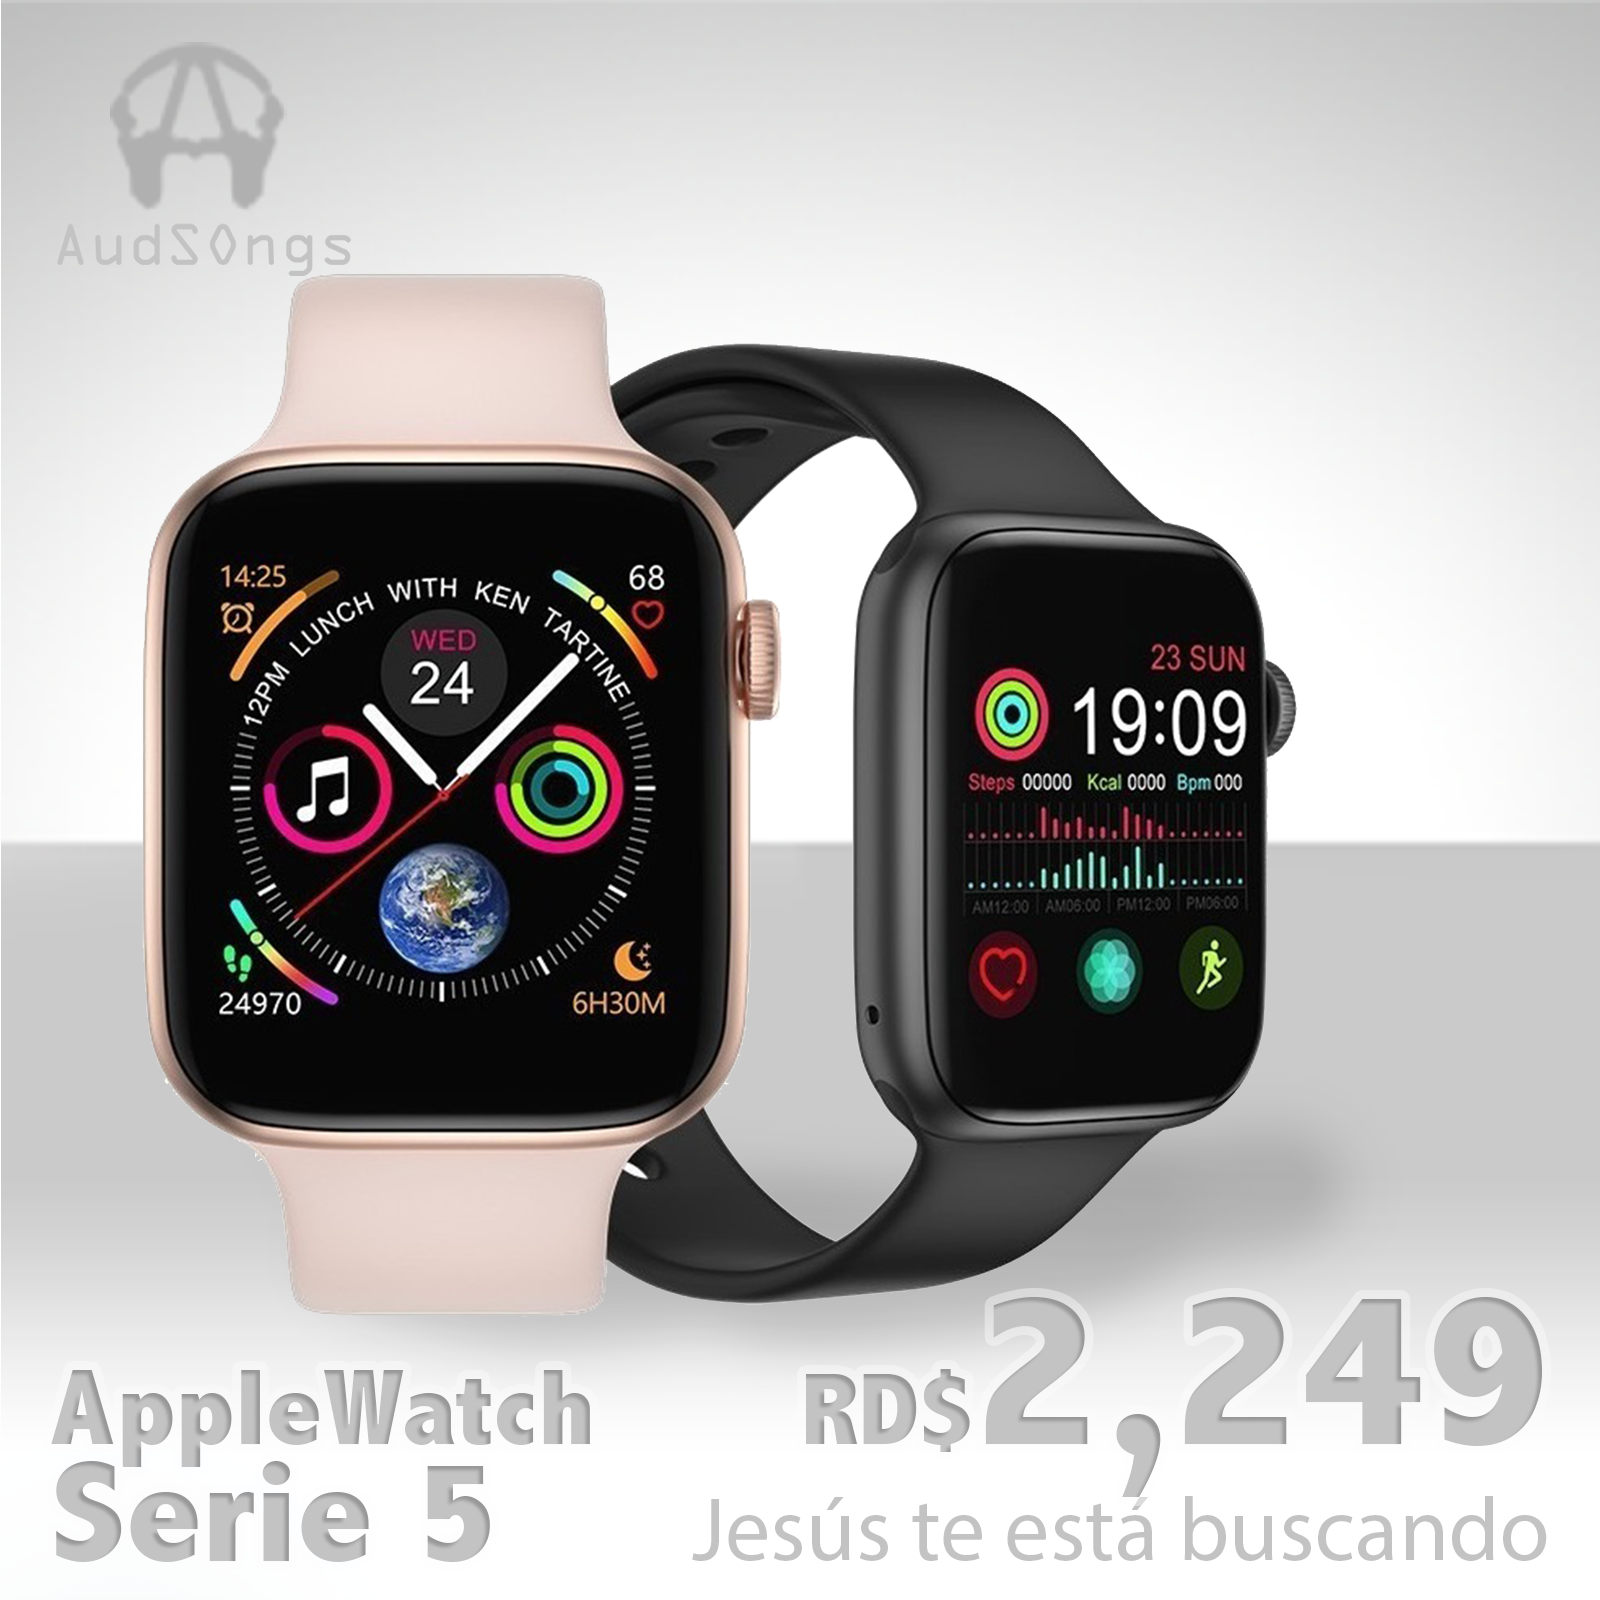 AudSOngs
14:25
68
12PM LUNCH WITH KEN TARTINE
WED
24
24970
6H30M
23 SUN
19:09
Steps 00000 Kcal 0000 Bpm 000
AM12:00 AM06:00 PM12:00 PM06:00
AppleWatch
Serie 5
RD$2,249
Jesús te está buscando